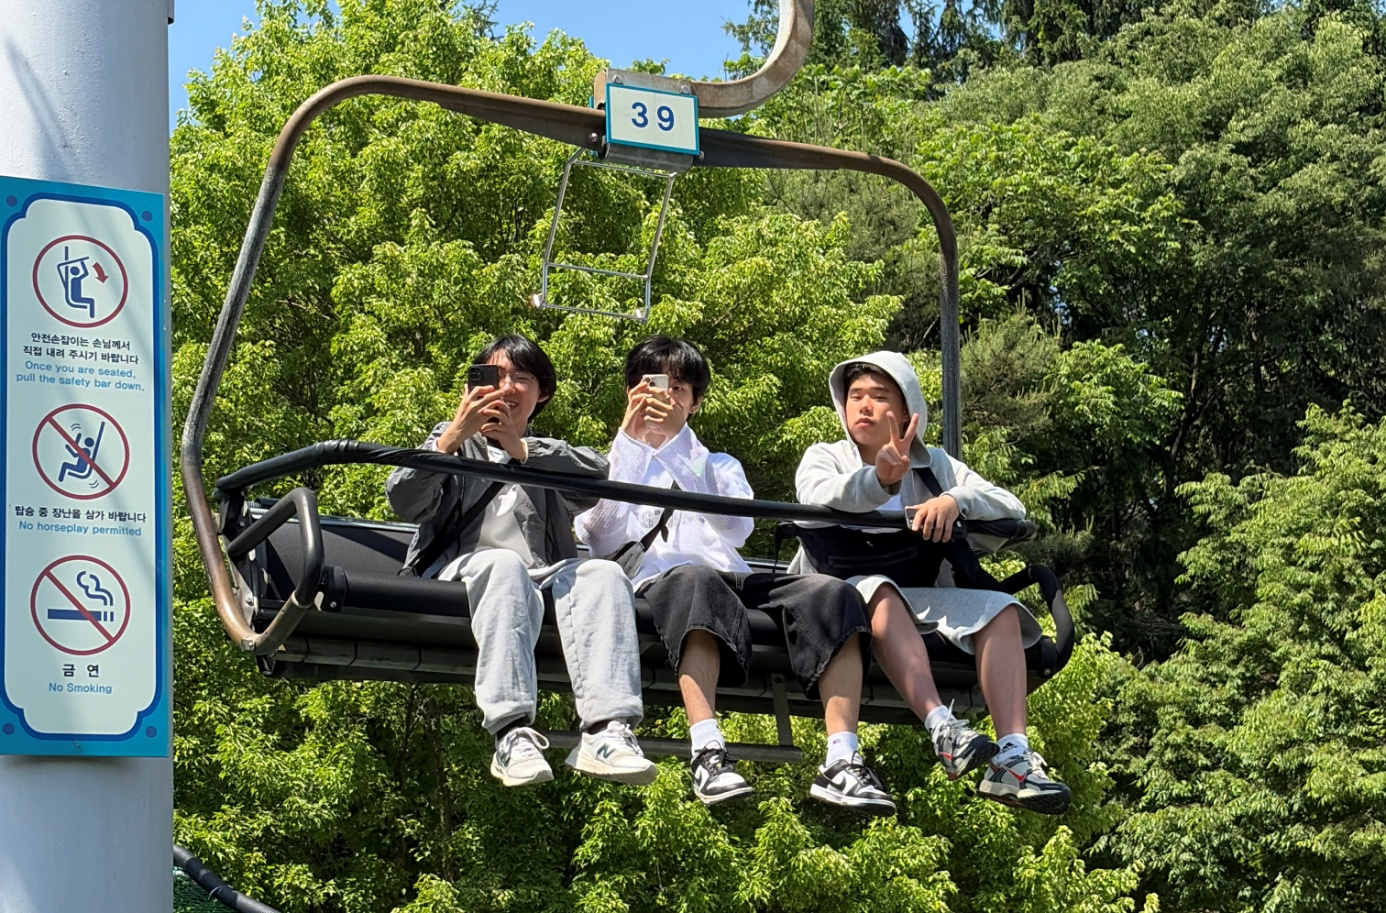 39
안전손잡이는 손님께서
직접 내려 주시기 바랍니다
Once you are seated,
pull the safety bar down.
탑승 중 장난을 삼가 바랍니다
No horseplay permitted
금 연
No Smoking